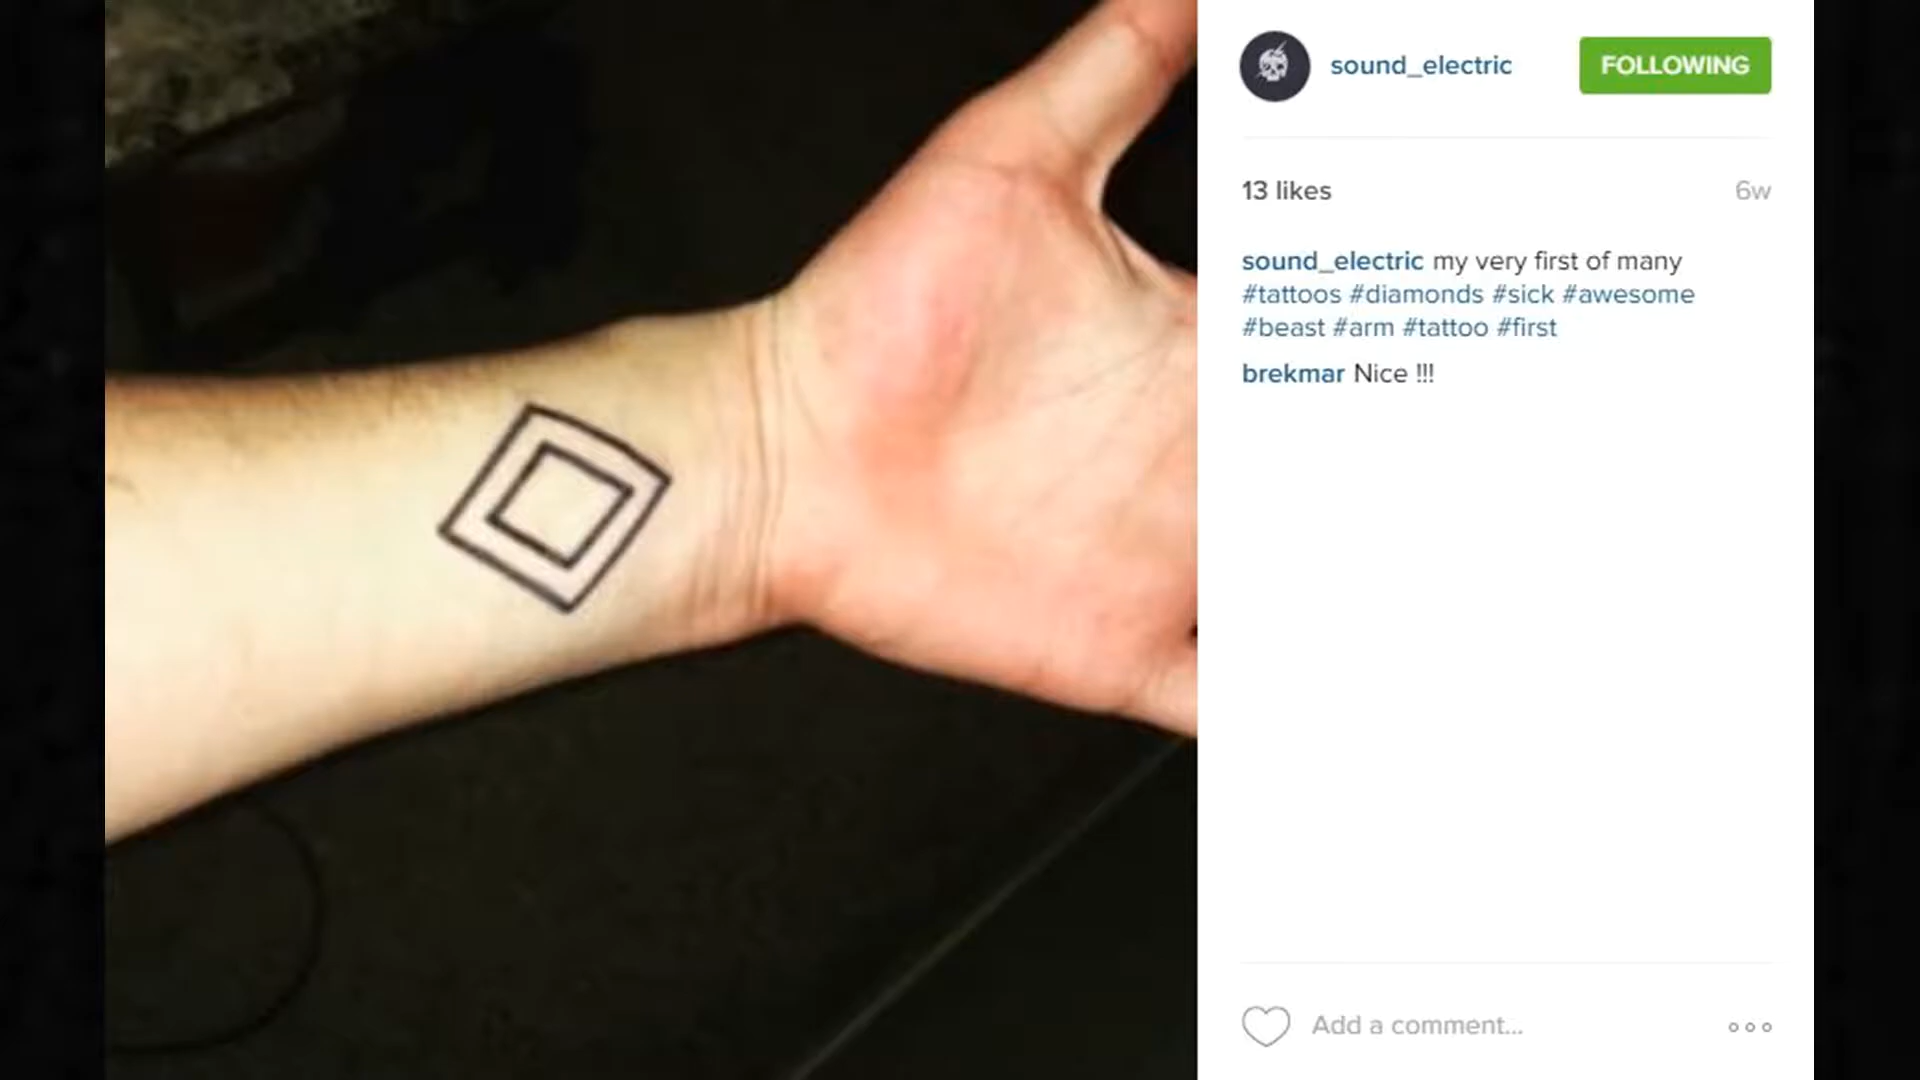 sound_electric FOLLOWING
13 likes 6w
sound_electric my very first of many
#tattoos #diamonds #sick #awesome
#beast #arm #tattoo #first
brekmar Nice !!!
Add a comment...